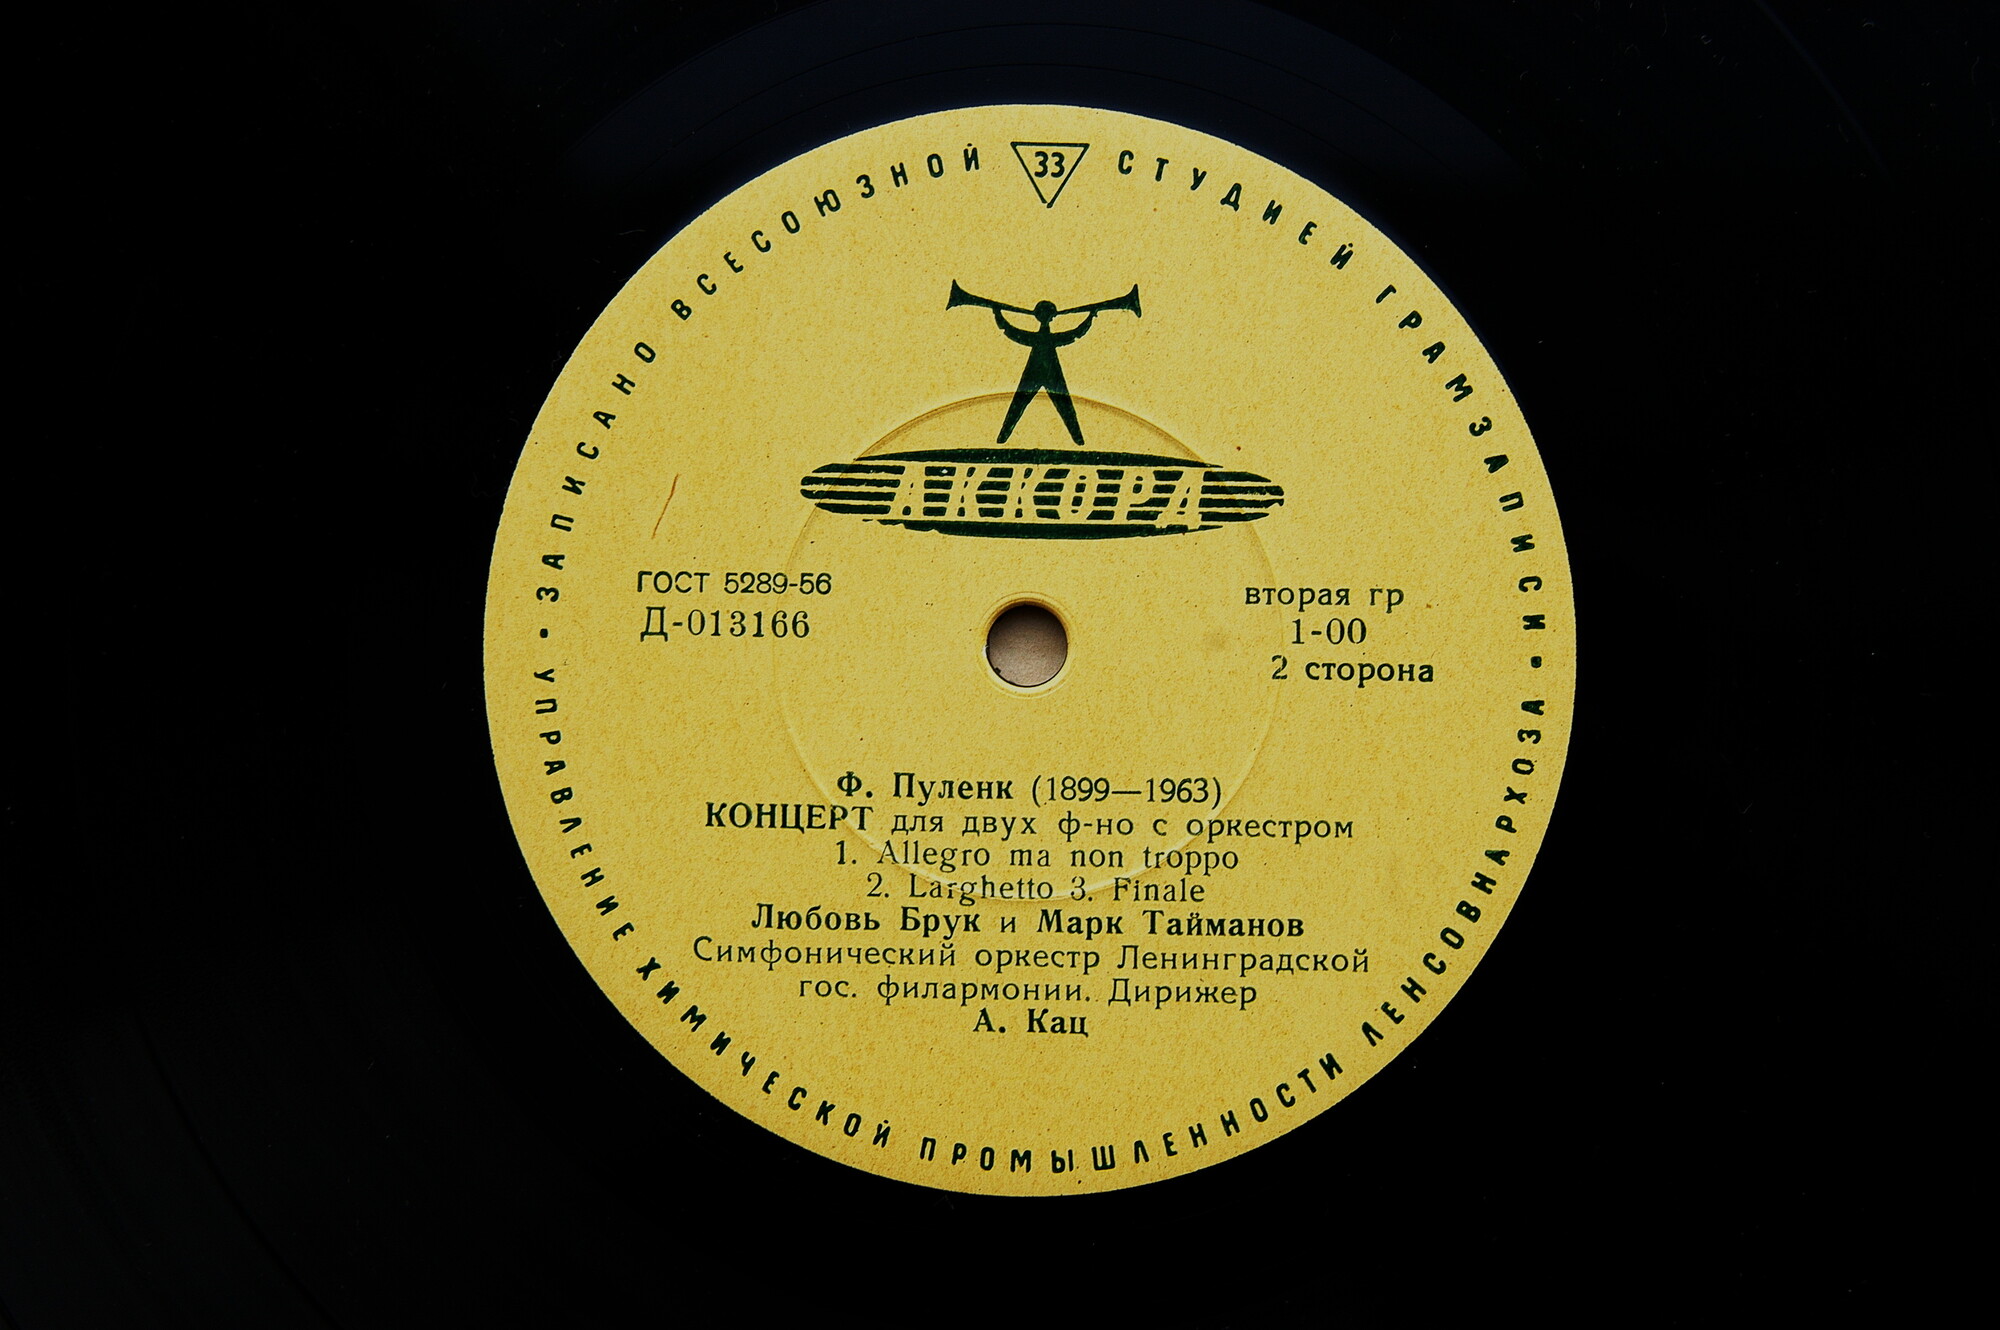 ЗАПИСАНО ВСЕСОЮЗНОЙ 33 СТУДИЕЙ ГРАМЗАПИСИ
АККОРД
ГОСТ 5289-56
Д-013166
вторая гр
1-00
2 сторона
Ф. Пуленк (1899—1963)
КОНЦЕРТ для двух ф-но с оркестром
1. Allegro ma non troppo
2. Larghetto 3. Finale
Любовь Брук и Марк Тайманов
Симфонический оркестр Ленинградской
гос. филармонии. Дирижер
А. Кац
• УПРАВЛЕНИЕ ХИМИЧЕСКОЙ ПРОМЫШЛЕННОСТИ ЛЕНСОВНАРХОЗА •